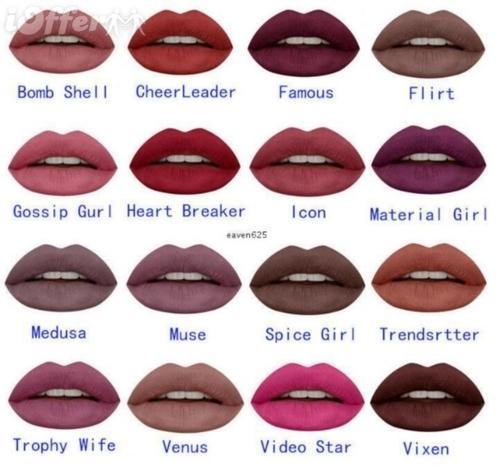 iOffer
Bomb Shell CheerLeader Famous Flirt
Gossip Gurl Heart Breaker Icon Material Girl
eaven625
Medusa Muse Spice Girl Trendsrtter
Trophy Wife Venus Video Star Vixen